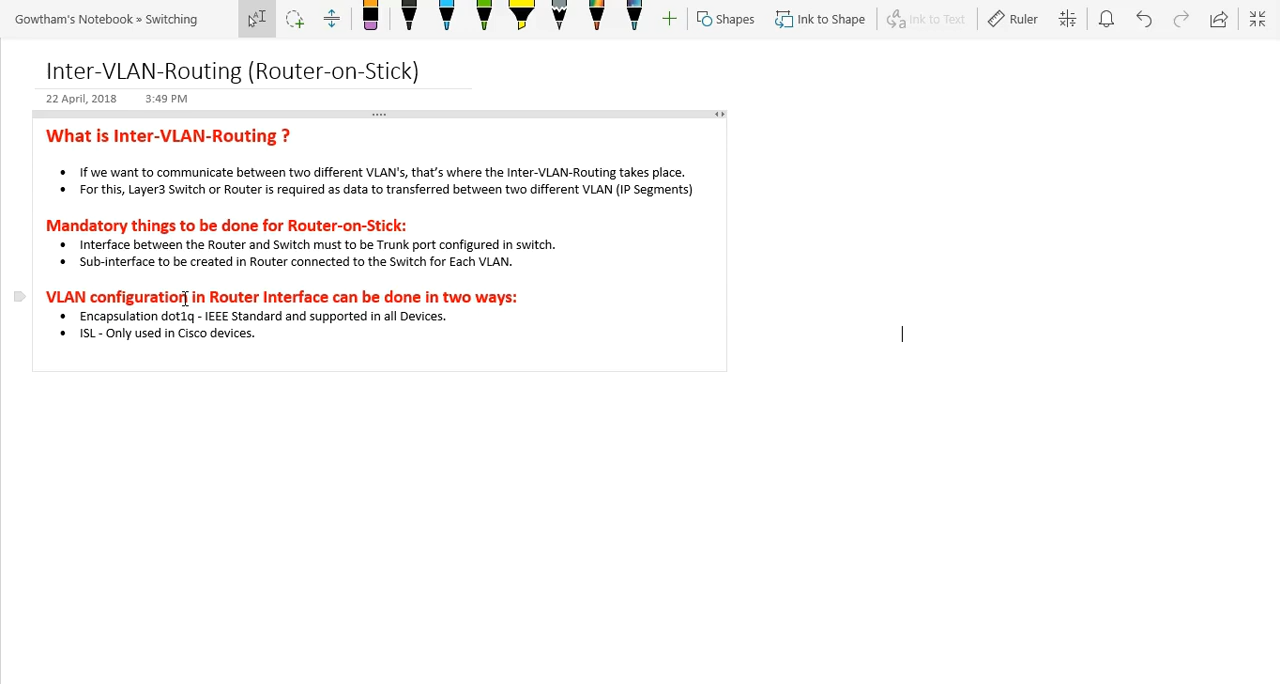 Gowtham's Notebook » Switching
Shapes
Ink to Shape
Ink to Text
Ruler
Inter-VLAN-Routing (Router-on-Stick)
22 April, 2018 3:49 PM
What is Inter-VLAN-Routing ?
• If we want to communicate between two different VLAN's, that's where the Inter-VLAN-Routing takes place.
• For this, Layer3 Switch or Router is required as data to transferred between two different VLAN (IP Segments)
Mandatory things to be done for Router-on-Stick:
• Interface between the Router and Switch must to be Trunk port configured in switch.
• Sub-interface to be created in Router connected to the Switch for Each VLAN.
VLAN configuration in Router Interface can be done in two ways:
• Encapsulation dot1q - IEEE Standard and supported in all Devices.
• ISL - Only used in Cisco devices.